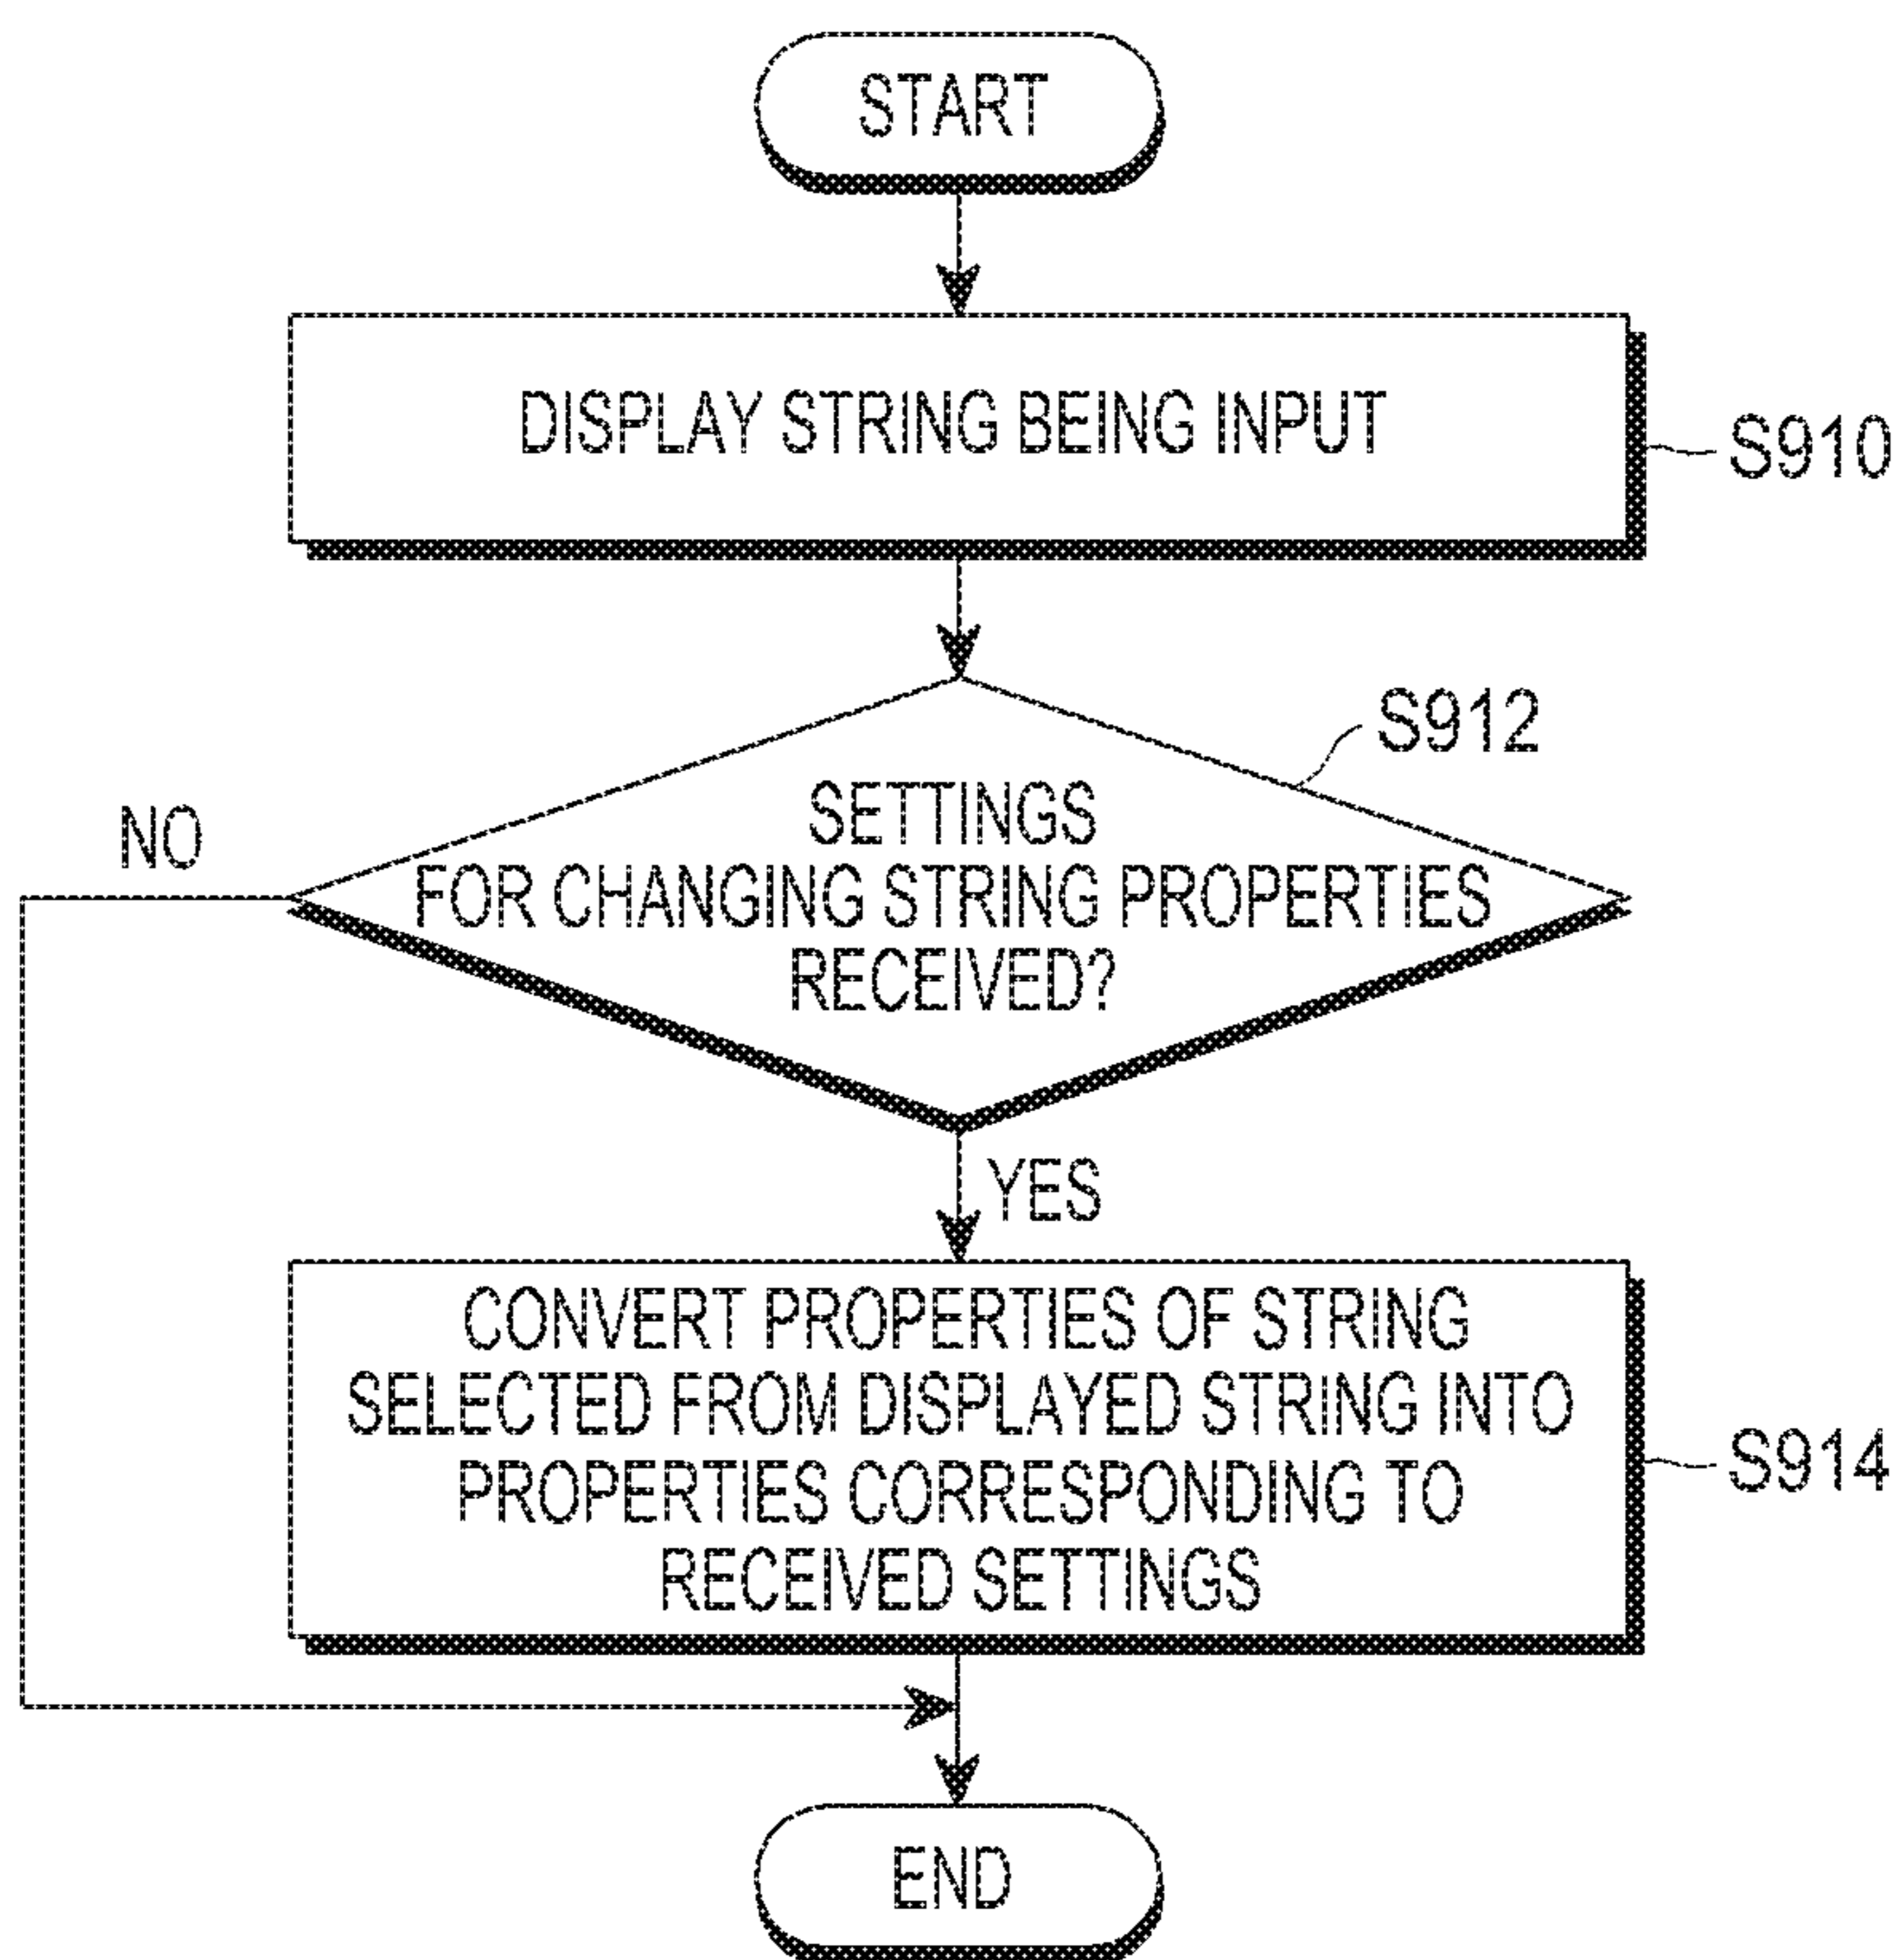 START
DISPLAY STRING BEING INPUT
S910
S912
SETTINGS
FOR CHANGING STRING PROPERTIES
RECEIVED?
NO
YES
CONVERT PROPERTIES OF STRING
SELECTED FROM DISPLAYED STRING INTO
PROPERTIES CORRESPONDING TO
RECEIVED SETTINGS
S914
END